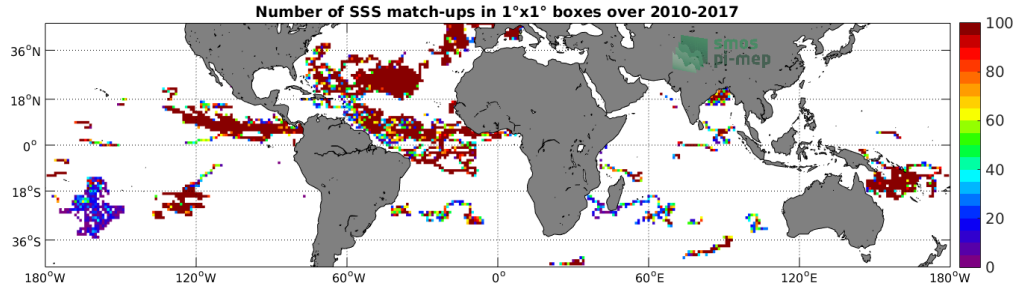 Number of SSS match-ups in 1°x1° boxes over 2010-2017
100
36°N
smos
pi-mep
80
18°N
60
0°
40
18°S
20
36°S
0
180°W 120°W 60°W 0° 60°E 120°E 180°W